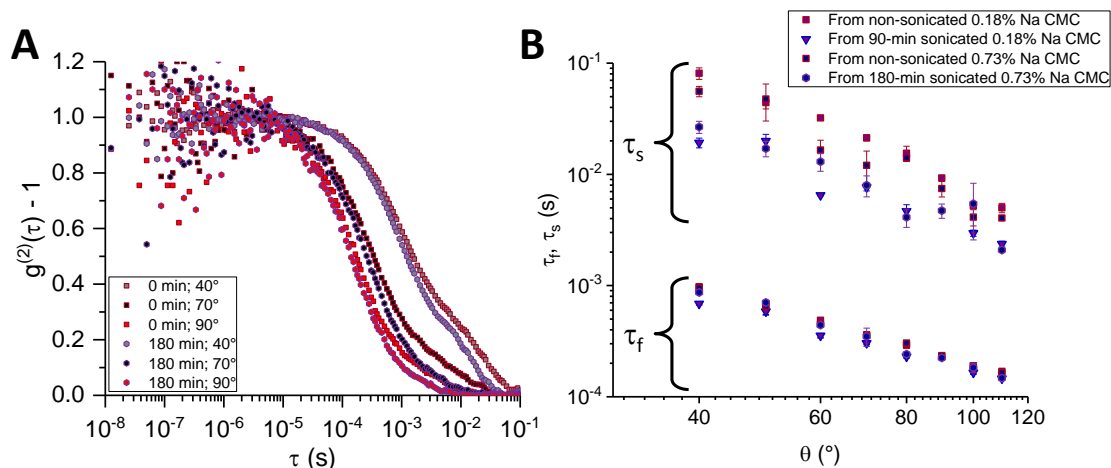 A
g⁽²⁾(τ) - 1
1.2
1.0
0.8
0.6
0.4
0.2
0.0
0 min; 40°
0 min; 70°
0 min; 90°
180 min; 40°
180 min; 70°
180 min; 90°
10⁻⁸ 10⁻⁷ 10⁻⁶ 10⁻⁵ 10⁻⁴ 10⁻³ 10⁻² 10⁻¹
τ (s)
B
From non-sonicated 0.18% Na CMC
From 90-min sonicated 0.18% Na CMC
From non-sonicated 0.73% Na CMC
From 180-min sonicated 0.73% Na CMC
τf, τs (s)
10⁻¹
10⁻²
10⁻³
10⁻⁴
τs
τf
40 60 80 100 120
θ (°)